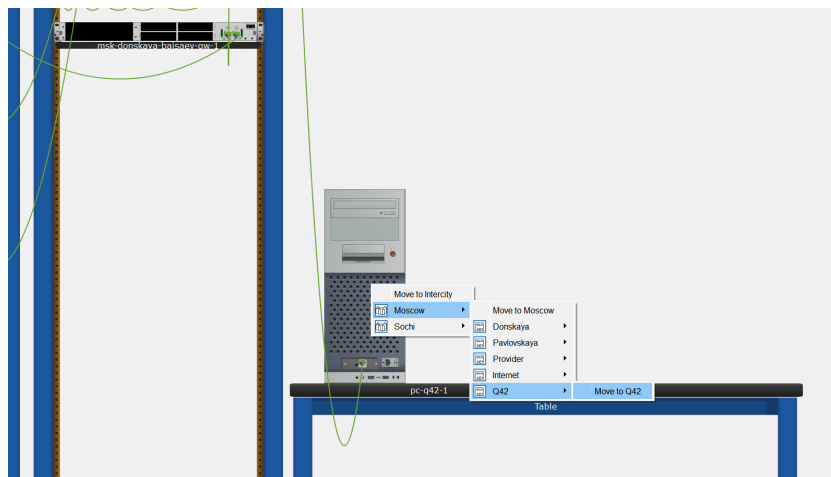 msk-donskaya-baisaev-gw-1
Move to Intercity
Moscow
Sochi
Move to Moscow
Donskaya
Pavlovskaya
Provider
Internet
Q42
Move to Q42
pc-q42-1
Table